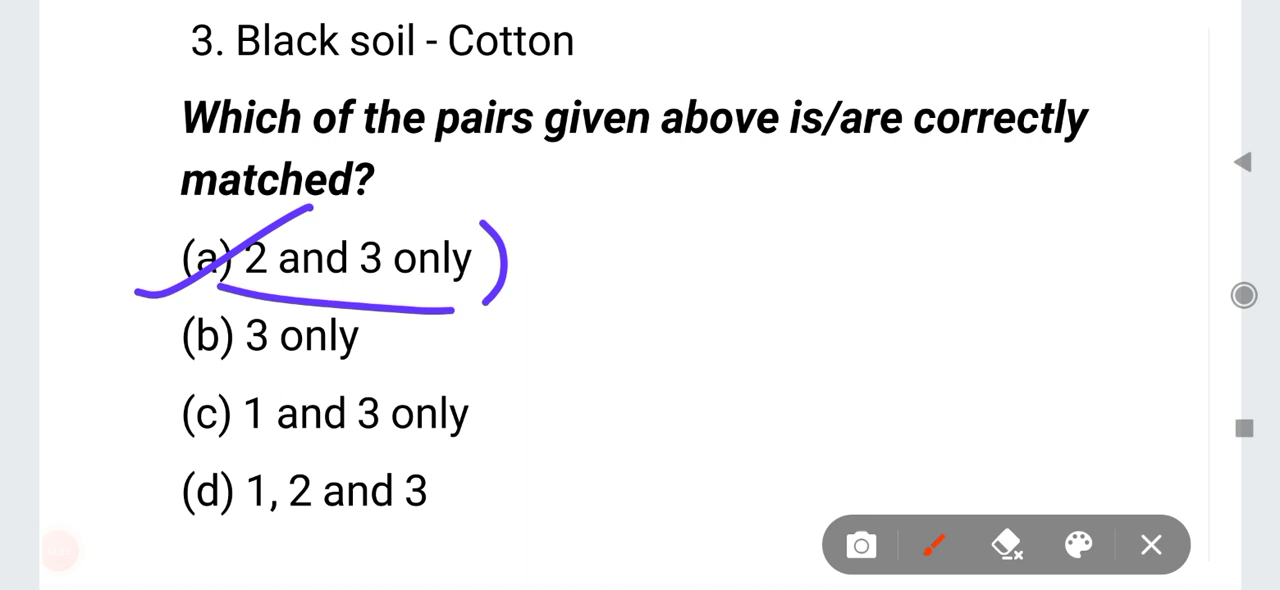 3. Black soil - Cotton
Which of the pairs given above is/are correctly
matched?
(a) 2 and 3 only
(b) 3 only
(c) 1 and 3 only
(d) 1, 2 and 3